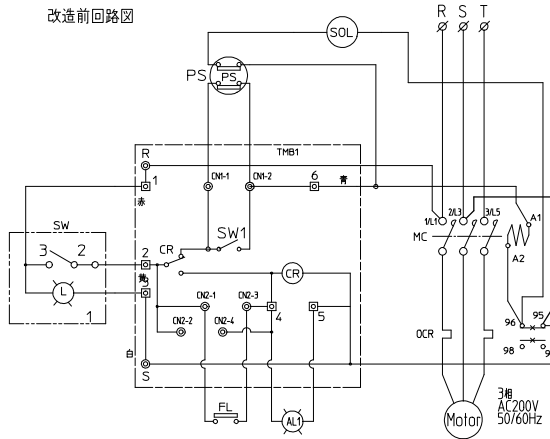 改造前回路図
R S T
SOL
PS
PS
TMB1
R
1
CN1-1
CN1-2
6
青
赤
1/L1
2/L3
3/L5
A1
SW
SW1
MC
3
2
2
CR
A2
黄
CR
L
3
CN2-1
CN2-3
1
4
5
96
95
CN2-2
CN2-4
OCR
98
9
白
S
3相
FL
AL1
Motor
AC200V
50/60Hz